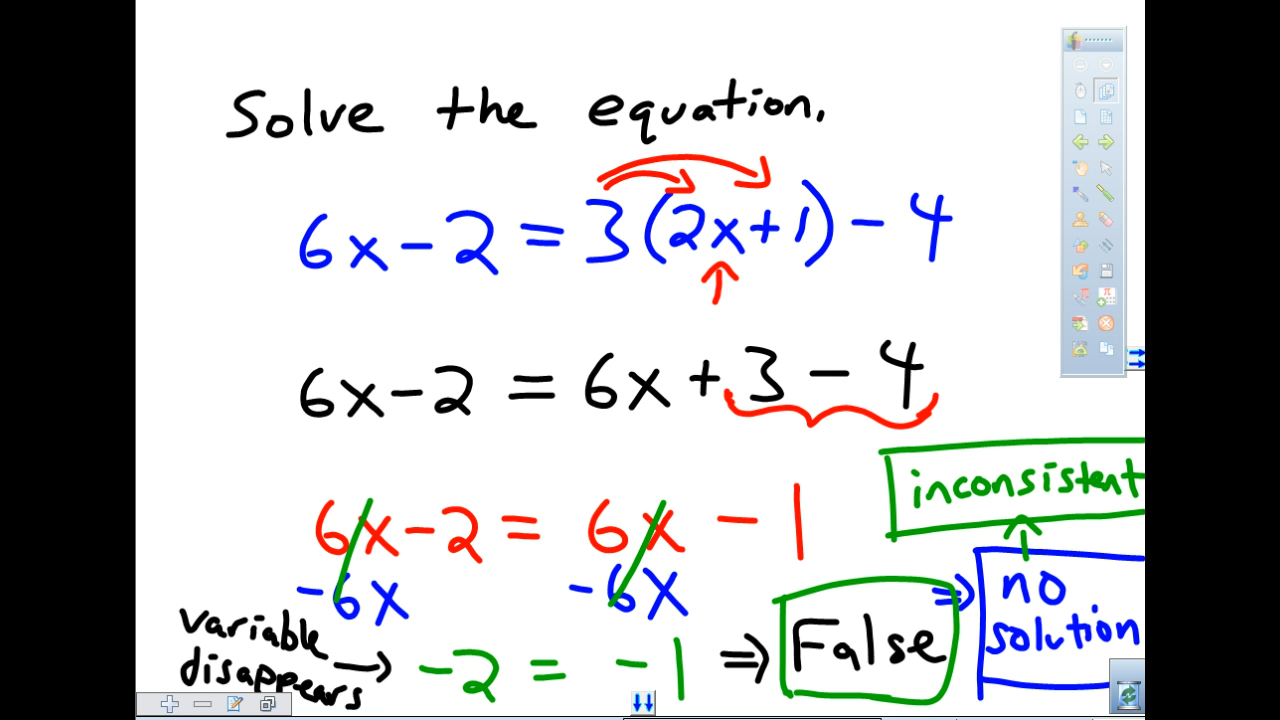 Solve the equation.
6x - 2 = 3(2x + 1) - 4
6x - 2 = 6x + 3 - 4
6x - 2 = 6x - 1
-6x -6x
inconsistent
variable
disappears → -2 = -1 ⇒ False ⇒ no
solution